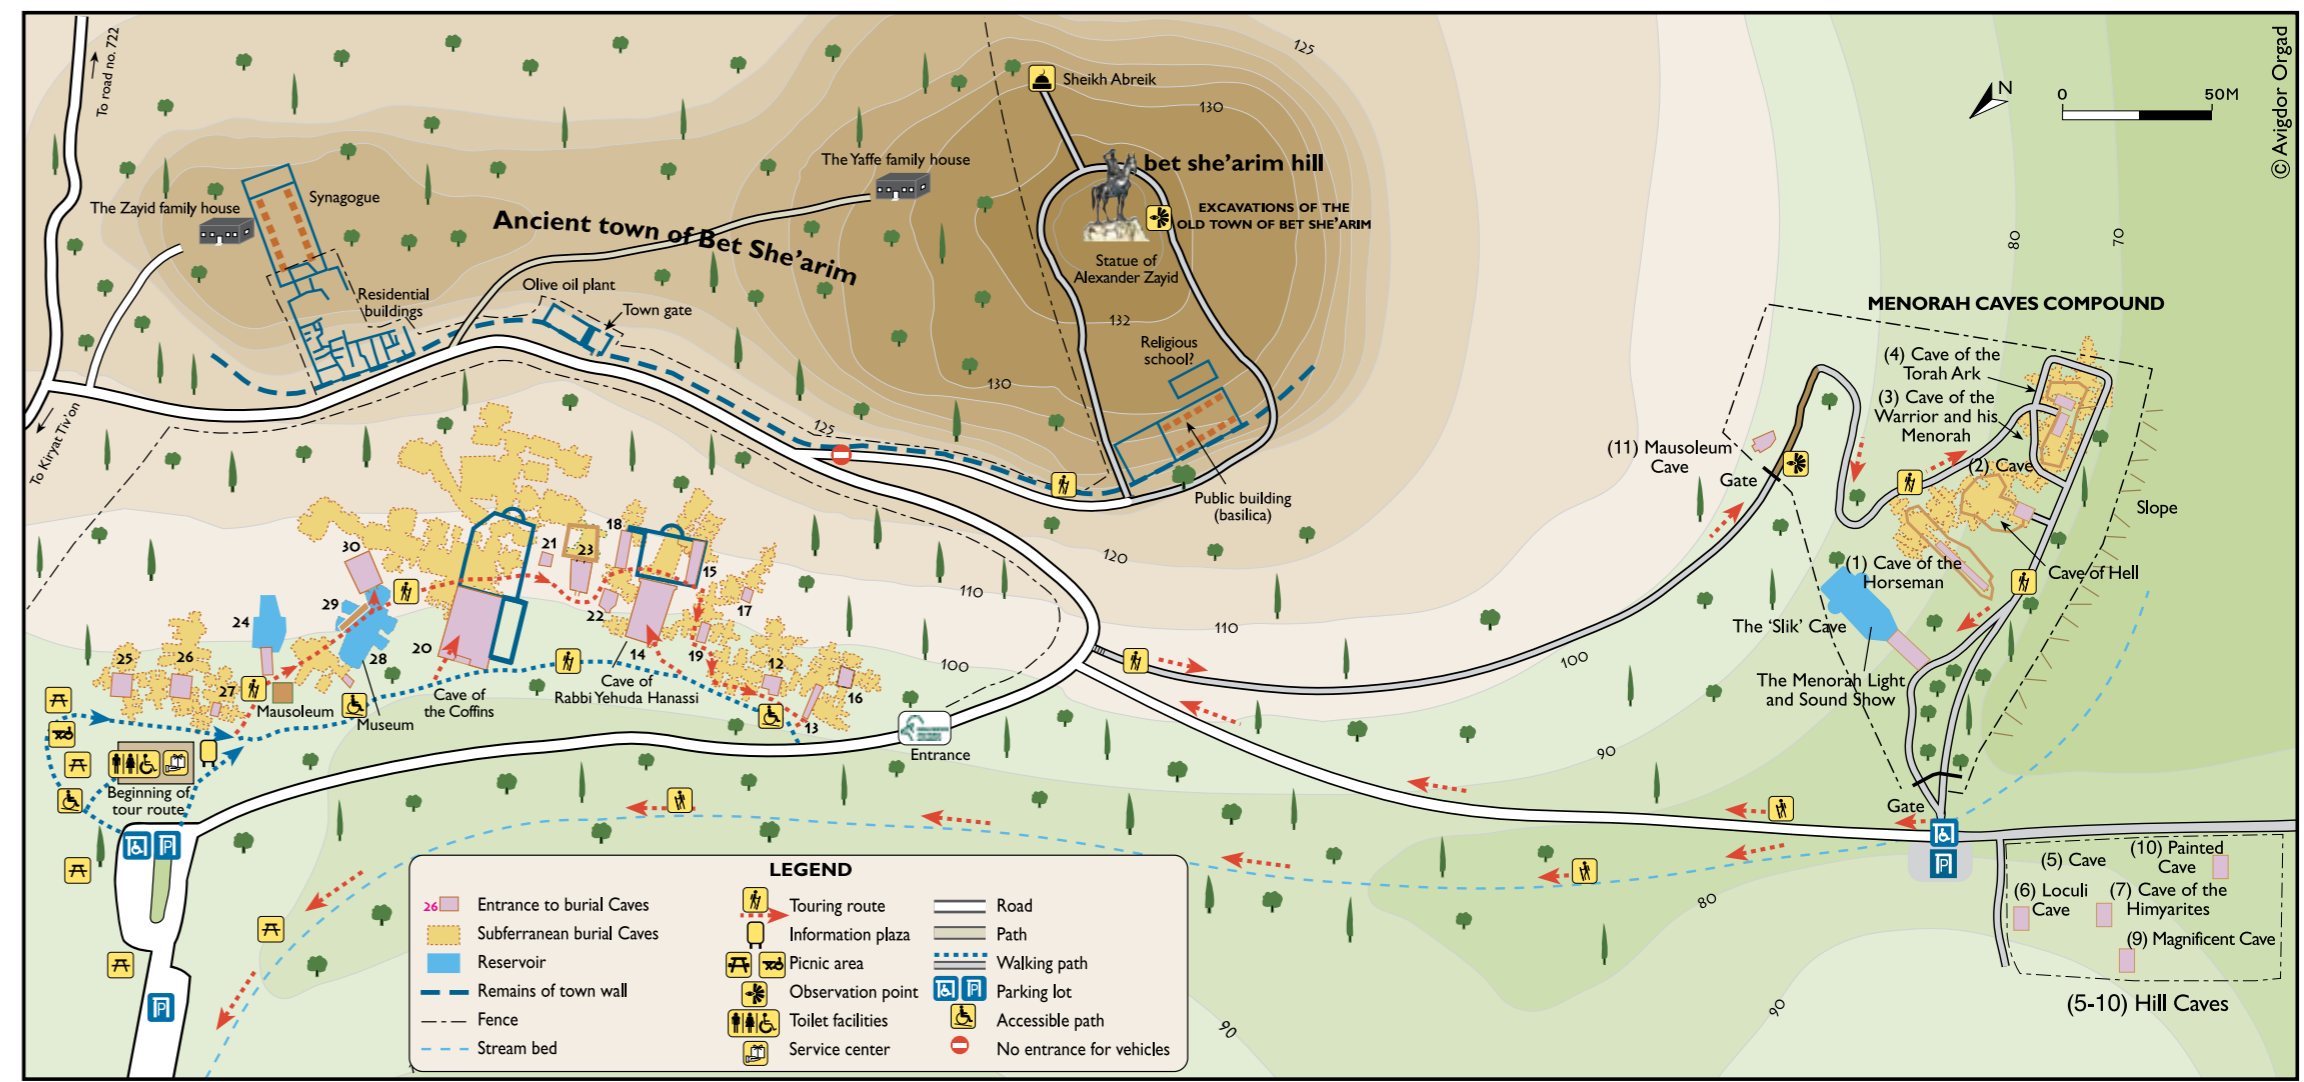 To road no. 722
© Avigdor Orgad
125
Sheikh Abreik
130
N
0 50M
The Yaffe family house
bet she'arim hill
Synagogue
The Zayid family house
EXCAVATIONS OF THE
OLD TOWN OF BET SHE'ARIM
Ancient town of Bet She'arim
80
70
Statue of
Alexander Zayid
Olive oil plant
Residential
buildings
Town gate
132
MENORAH CAVES COMPOUND
Religious
school?
(4) Cave of the
Torah Ark
130
(3) Cave of the
Warrior and his
Menorah
To Kiryat Tiv'on
125
(11) Mausoleum
Cave
(2) Cave
Gate
Public building
(basilica)
Slope
18
21
23
30
120
15
(1) Cave of the
Horseman
Cave of Hell
110
17
29
22
24
The 'Slik' Cave
110
20
14
19
28
25
26
12
100
100
27
Cave of
the Coffins
Cave of
Rabbi Yehuda Hanassi
16
The Menorah Light
and Sound Show
Mausoleum
Museum
13
Entrance
90
Beginning of
tour route
Gate
P
P
LEGEND
26 Entrance to burial Caves
Subferranean burial Caves
Reservoir
Remains of town wall
Fence
Stream bed
Touring route
Information plaza
Picnic area
Observation point
Toilet facilities
Service center
Road
Path
Walking path
P
Parking lot
Accessible path
No entrance for vehicles
(5) Cave
(10) Painted
Cave
(6) Loculi
Cave
(7) Cave of the
Himyarites
(9) Magnificent Cave
80
90
90
P
(5-10) Hill Caves